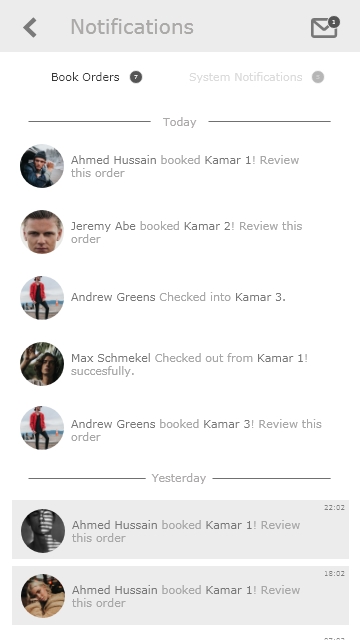 Notifications
1
Book Orders 7
System Notifications
Today
Ahmed Hussain booked Kamar 1! Review
this order
Jeremy Abe booked Kamar 2! Review this
order
Andrew Greens Checked into Kamar 3.
Max Schmekel Checked out from Kamar 1!
succesfully.
Andrew Greens booked Kamar 3! Review this
order
Yesterday
22:02
Ahmed Hussain booked Kamar 1! Review
this order
18:02
Ahmed Hussain booked Kamar 1! Review
this order